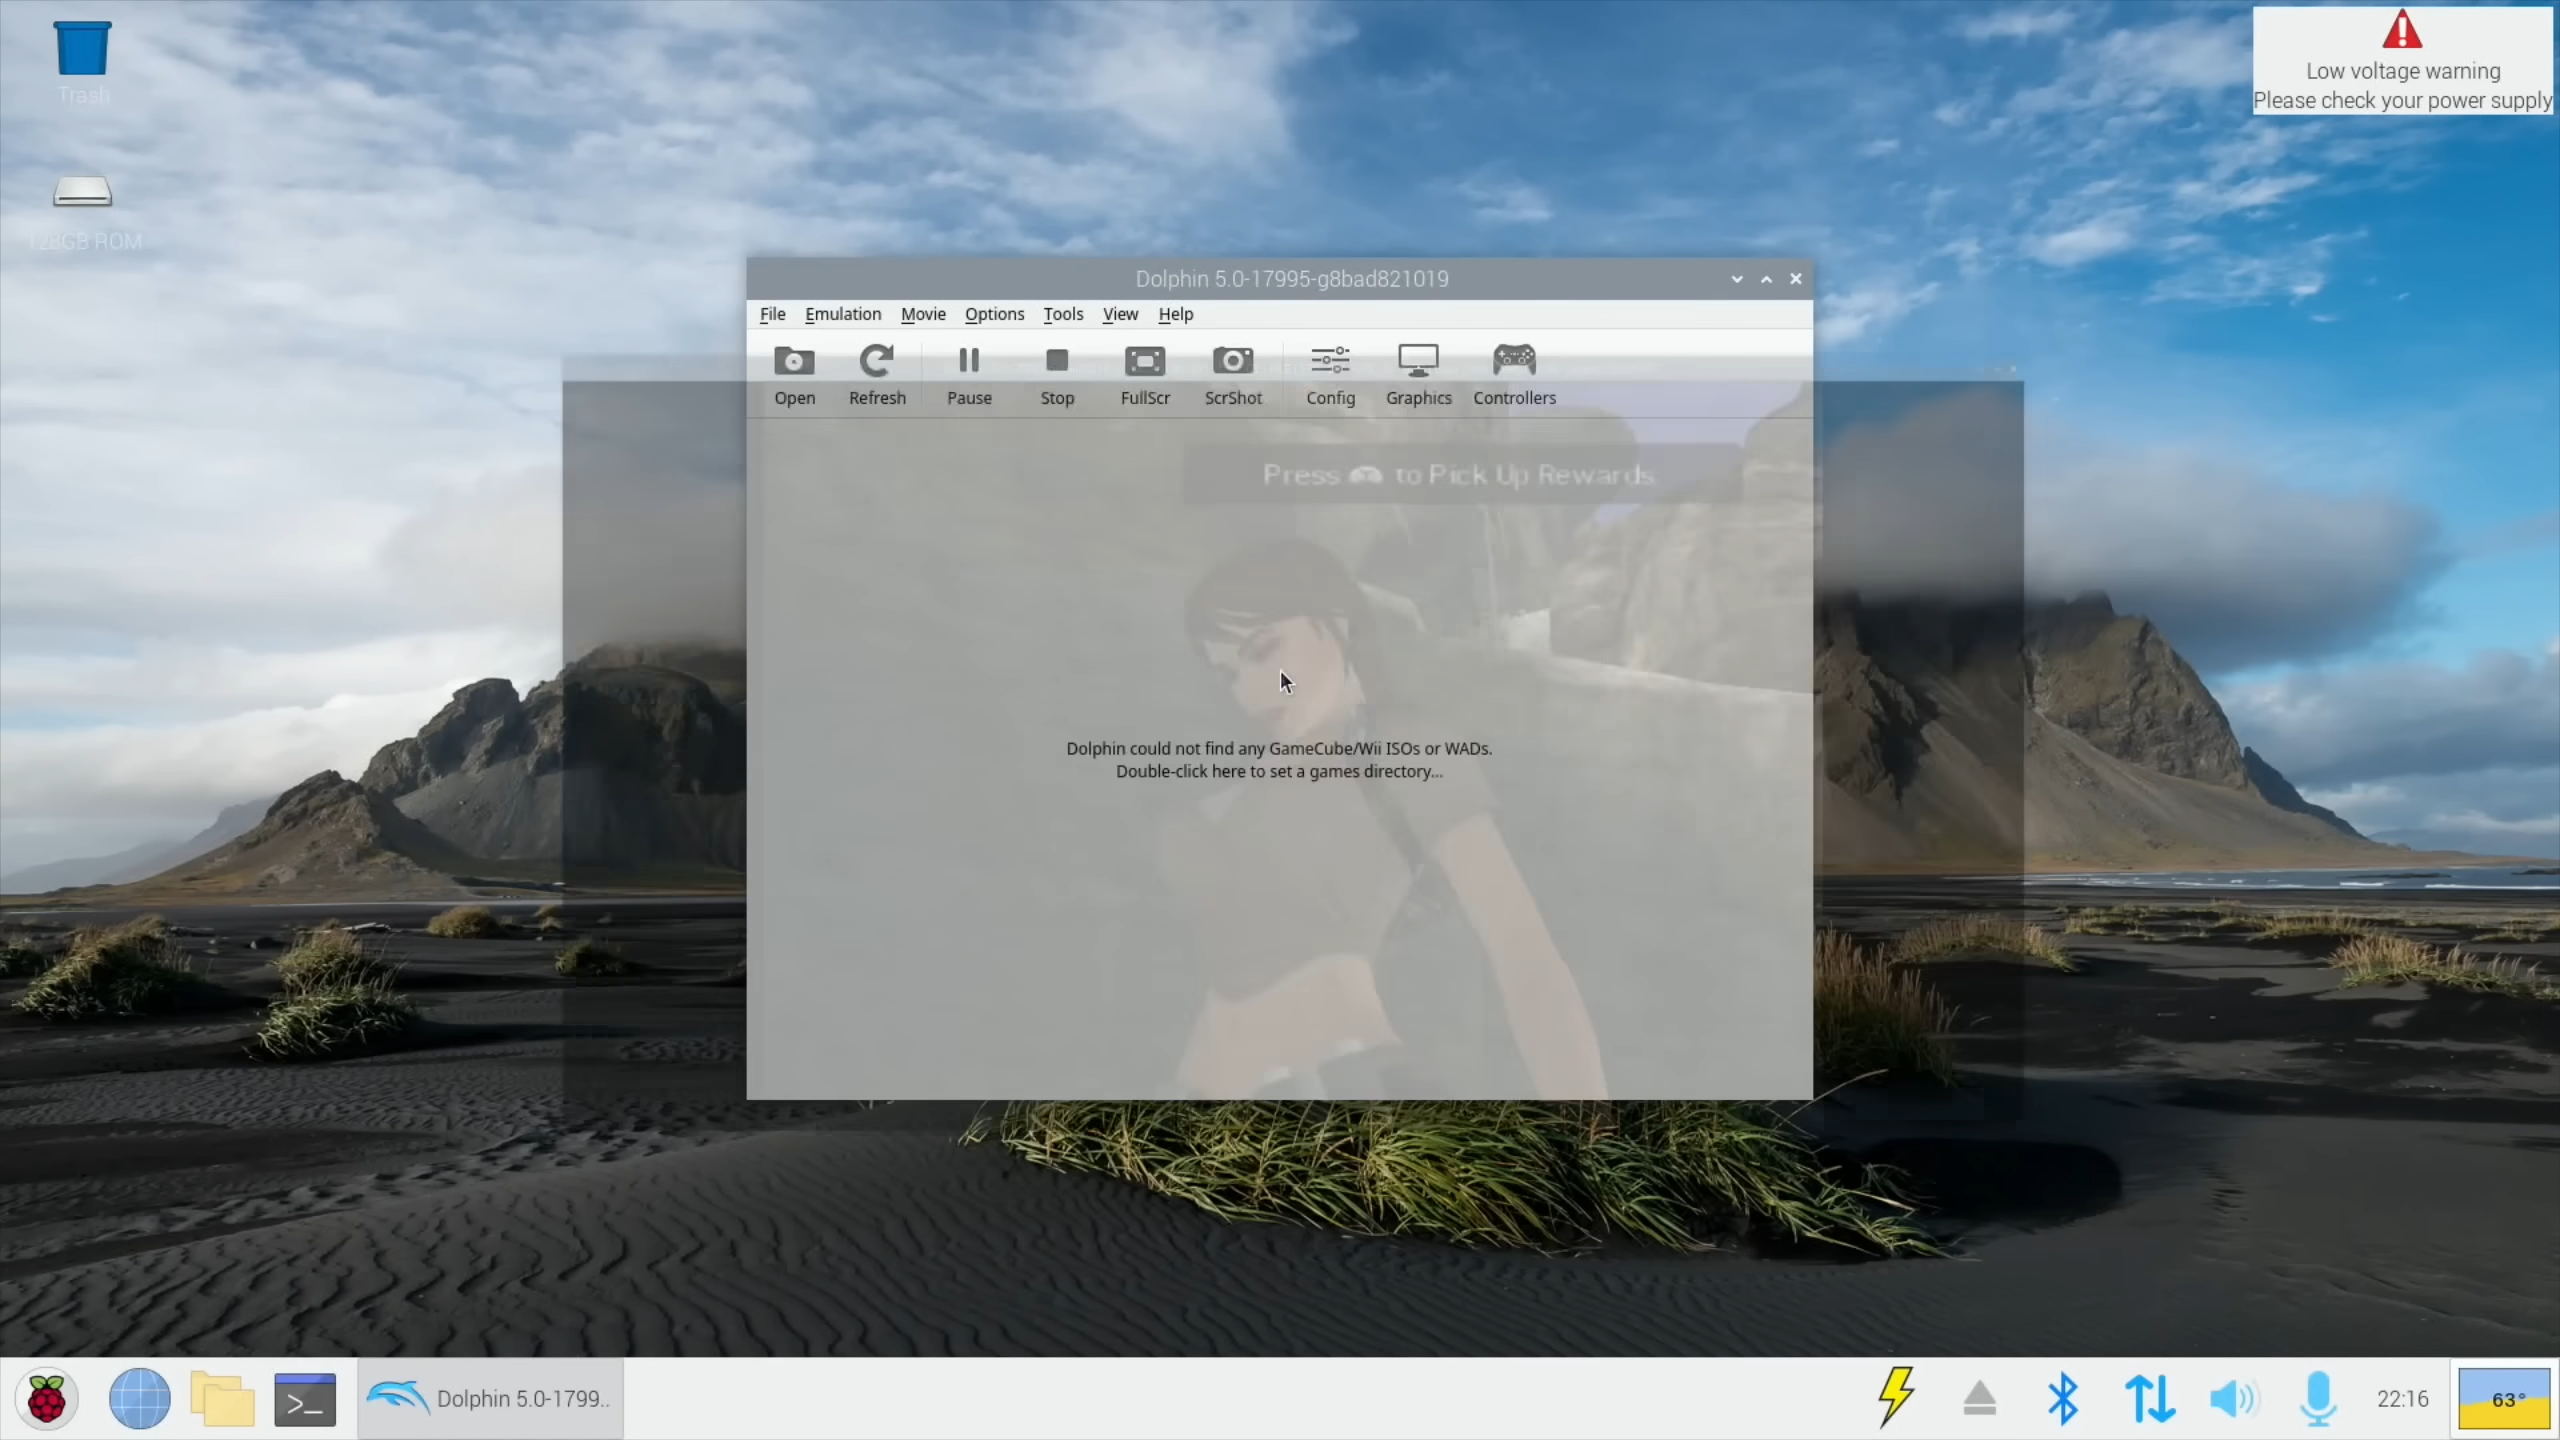 Trash
128GB ROM
Low voltage warning
Please check your power supply
Dolphin 5.0-17995-g8bad821019
File Emulation Movie Options Tools View Help
Open Refresh Pause Stop FullScr ScrShot Config Graphics Controllers
Press to Pick Up Rewards
Dolphin could not find any GameCube/Wii ISOs or WADs.
Double-click here to set a games directory...
>_
Dolphin 5.0-1799..
22:16
63°